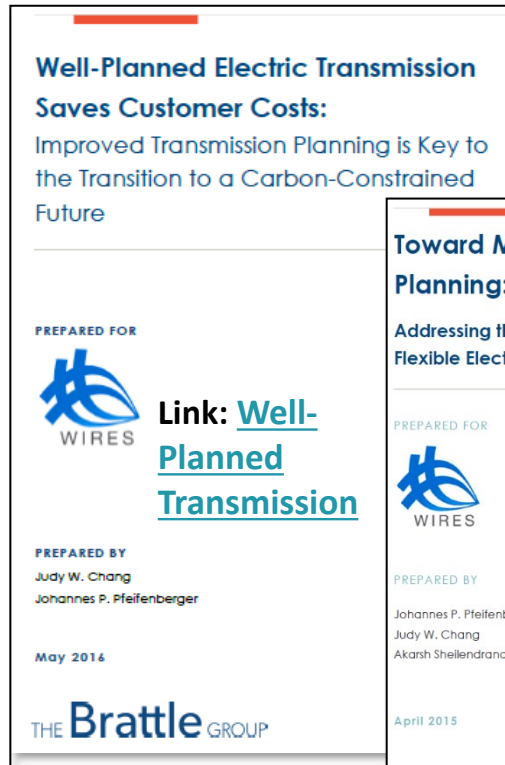 Well-Planned Electric Transmission
Saves Customer Costs:
Improved Transmission Planning is Key to
the Transition to a Carbon-Constrained
Future
PREPARED FOR
WIRES
Link: Well-
Planned
Transmission
PREPARED BY
Judy W. Chang
Johannes P. Pfeifenberger
May 2016
THE Brattle GROUP
Toward
Planning:
Addressing
Flexible
PREPARED FOR
WIRES
PREPARED BY
Johannes P.
Judy W. Chang
Akarsh
April 2015